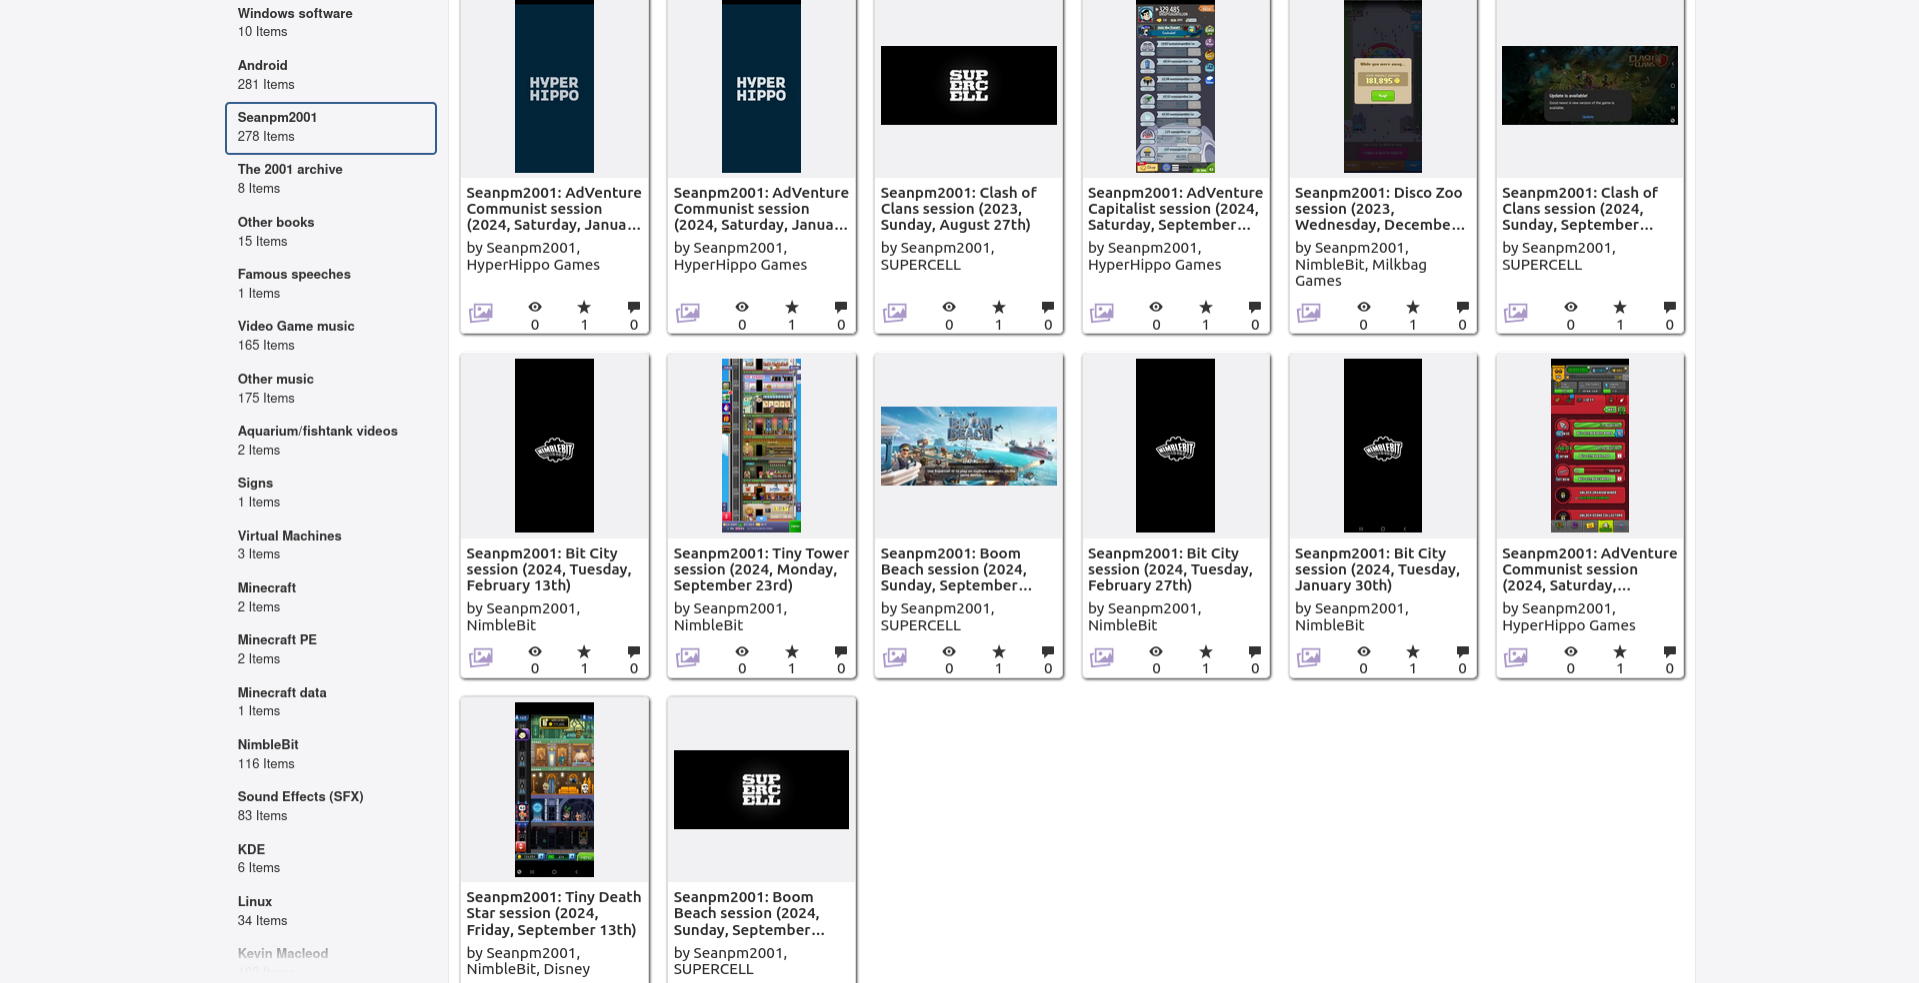 Windows software
10 Items
Android
281 Items
Seanpm2001
278 Items
The 2001 archive
8 Items
Other books
15 Items
Famous speeches
1 Items
Video Game music
165 Items
Other music
175 Items
Aquarium/fishtank videos
2 Items
Signs
1 Items
Virtual Machines
3 Items
Minecraft
2 Items
Minecraft PE
2 Items
Minecraft data
1 Items
NimbleBit
116 Items
Sound Effects (SFX)
83 Items
KDE
6 Items
Linux
34 Items
Kevin Macleod
HYPER
HIPPO
Seanpm2001: AdVenture
Communist session
(2024, Saturday, Janua...
by Seanpm2001,
HyperHippo Games
0 1 0
HYPER
HIPPO
Seanpm2001: AdVenture
Communist session
(2024, Saturday, Janua...
by Seanpm2001,
HyperHippo Games
0 1 0
SUP
ERC
ELL
Seanpm2001: Clash of
Clans session (2023,
Sunday, August 27th)
by Seanpm2001,
SUPERCELL
0 1 0
329,485
Seanpm2001: AdVenture
Capitalist session (2024,
Saturday, September...
by Seanpm2001,
HyperHippo Games
0 1 0
While you were away...
181,895
Seanpm2001: Disco Zoo
session (2023,
Wednesday, Decembe...
by Seanpm2001,
NimbleBit, Milkbag
Games
0 1 0
CLASH
CLANS
Update is available!
Update
Seanpm2001: Clash of
Clans session (2024,
Sunday, September...
by Seanpm2001,
SUPERCELL
0 1 0
NIMBLEBIT
Seanpm2001: Bit City
session (2024, Tuesday,
February 13th)
by Seanpm2001,
NimbleBit
0 1 0
Seanpm2001: Tiny Tower
session (2024, Monday,
September 23rd)
by Seanpm2001,
NimbleBit
0 1 0
BOOM
BEACH
Seanpm2001: Boom
Beach session (2024,
Sunday, September...
by Seanpm2001,
SUPERCELL
0 1 0
NIMBLEBIT
Seanpm2001: Bit City
session (2024, Tuesday,
February 27th)
by Seanpm2001,
NimbleBit
0 1 0
NIMBLEBIT
Seanpm2001: Bit City
session (2024, Tuesday,
January 30th)
by Seanpm2001,
NimbleBit
0 1 0
Seanpm2001: AdVenture
Communist session
(2024, Saturday,...
by Seanpm2001,
HyperHippo Games
0 1 0
Seanpm2001: Tiny Death
Star session (2024,
Friday, September 13th)
by Seanpm2001,
NimbleBit, Disney
SUP
ERC
ELL
Seanpm2001: Boom
Beach session (2024,
Sunday, September...
by Seanpm2001,
SUPERCELL